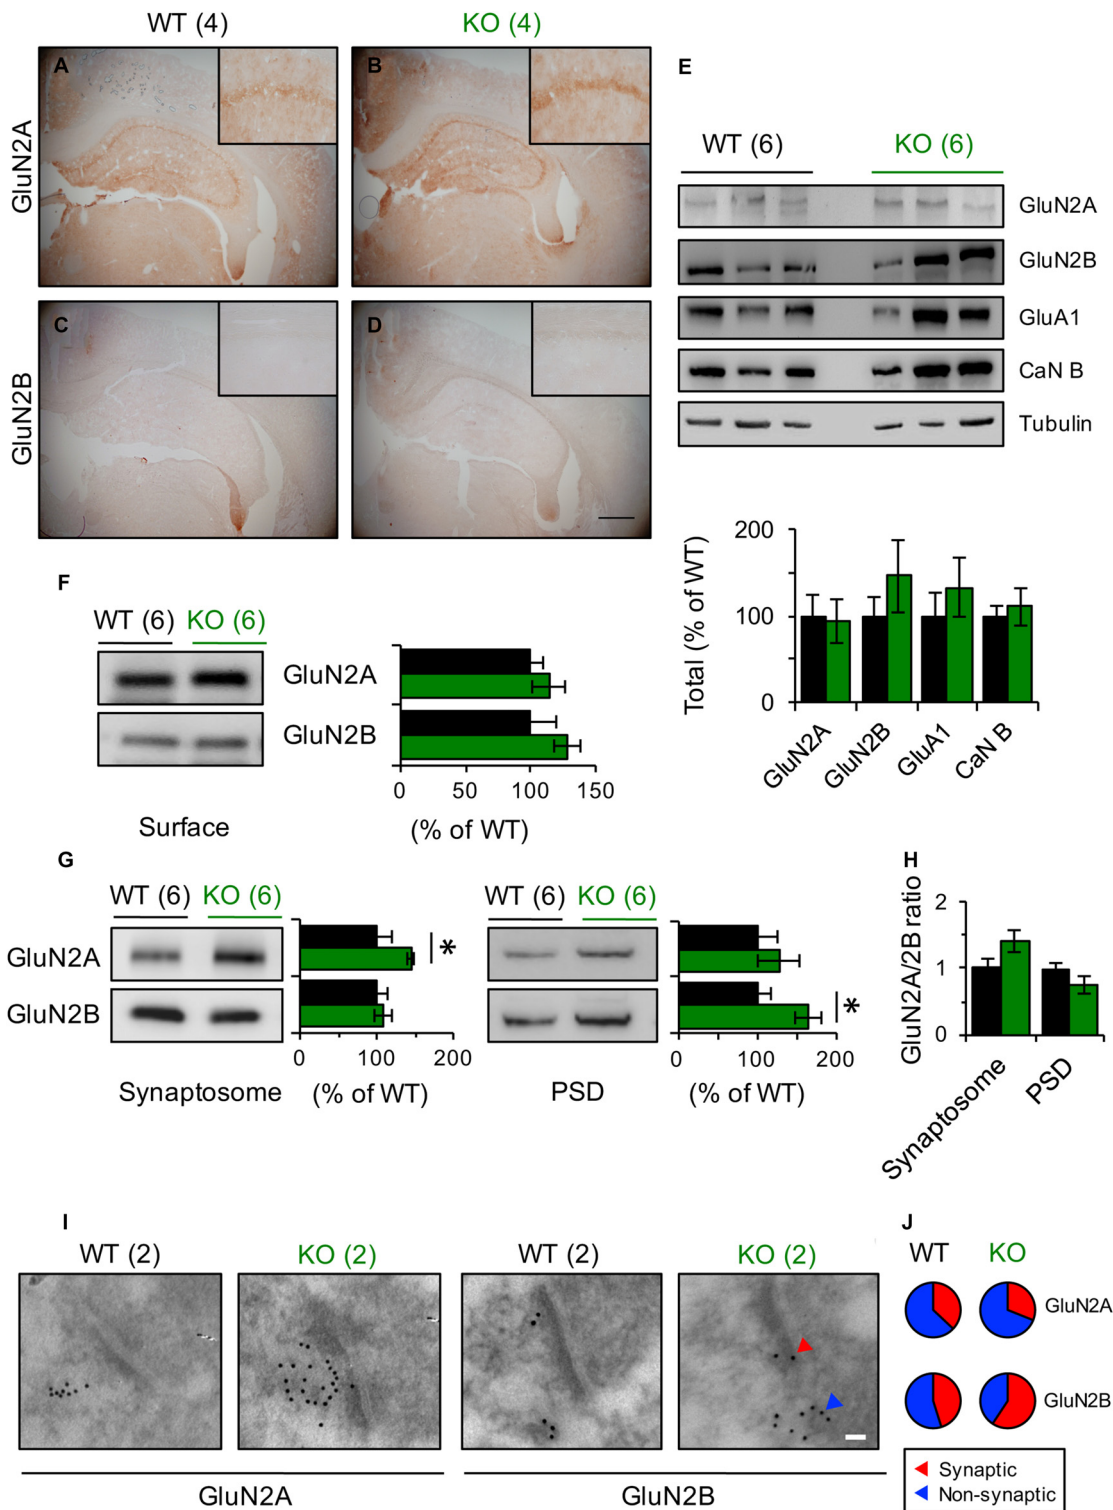 WT (4)
KO (4)
A
B
GluN2A
C
D
GluN2B
E
WT (6)
KO (6)
GluN2A
GluN2B
GluA1
CaN B
Tubulin
200
100
0
Total (% of WT)
GluN2A
GluN2B
GluA1
CaN B
F
WT (6)
KO (6)
GluN2A
GluN2B
Surface
0 50 100 150
(% of WT)
G
WT (6)
KO (6)
GluN2A
*
GluN2B
0 100 200
Synaptosome
(% of WT)
WT (6)
KO (6)
*
0 100 200
PSD
(% of WT)
H
GluN2A/2B ratio
2
1
0
Synaptosome
PSD
I
WT (2)
KO (2)
WT (2)
KO (2)
GluN2A
GluN2B
J
WT
KO
GluN2A
GluN2B
Synaptic
Non-synaptic